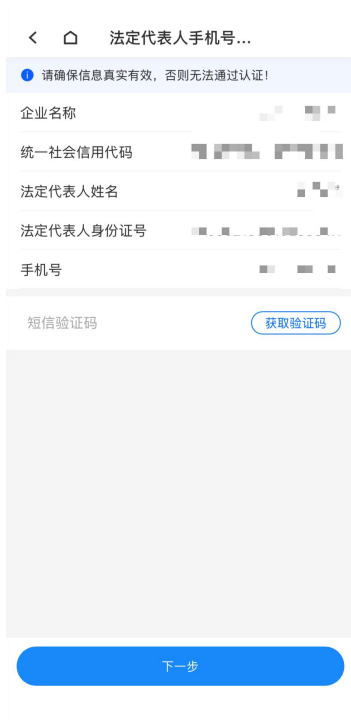 法定代表人手机号...
请确保信息真实有效，否则无法通过认证！
企业名称
统一社会信用代码
法定代表人姓名
法定代表人身份证号
手机号
短信验证码
获取验证码
下一步